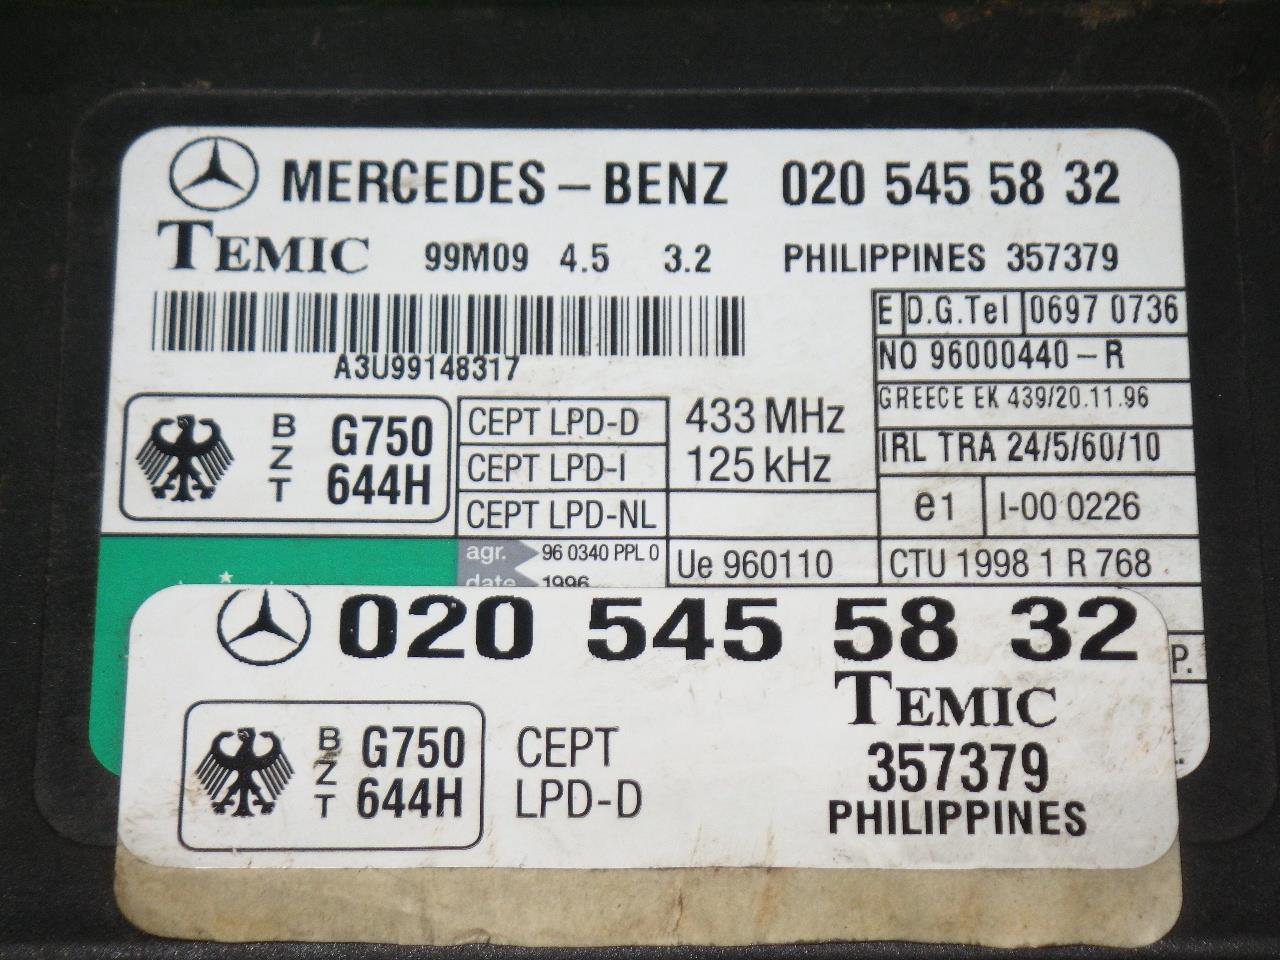 MERCEDES-BENZ 020 545 58 32
TEMIC 99M09 4.5 3.2 PHILIPPINES 357379
A3U99148317
E D.G.Tel 0697 0736
NO 96000440-R
GREECE EK 439/20.11.96
IRL TRA 24/5/60/10
e1 I-00 0226
CTU 1998 1 R 768
BZT G750 644H
CEPT LPD-D 433 MHz
CEPT LPD-I 125 kHz
CEPT LPD-NL
agr. 96 0340 PPL 0 Ue 960110
date 1996
P.
020 545 58 32
TEMIC
357379
PHILIPPINES
BZT G750 644H
CEPT
LPD-D